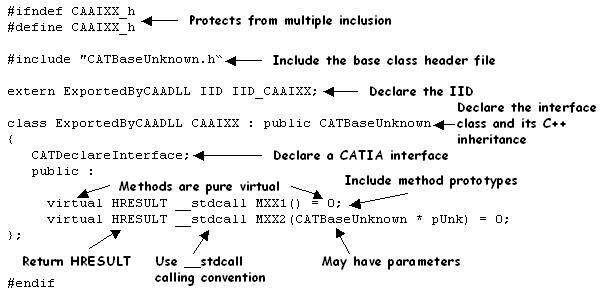 #ifndef CAAIXX_h
#define CAAIXX_h
Protects from multiple inclusion
#include "CATBaseUnknown.h“
Include the base class header file
extern ExportedByCAADLL IID IID_CAAIXX;
Declare the IID
Declare the interface
class and its C++
inheritance
class ExportedByCAADLL CAAIXX : public CATBaseUnknown
{
CATDeclareInterface;
Declare a CATIA interface
public :
Methods are pure virtual
Include method prototypes
virtual HRESULT __stdcall MXX1() = 0;
virtual HRESULT __stdcall MXX2(CATBaseUnknown * pUnk) = 0;
};
Return HRESULT
Use __stdcall
calling convention
May have parameters
#endif